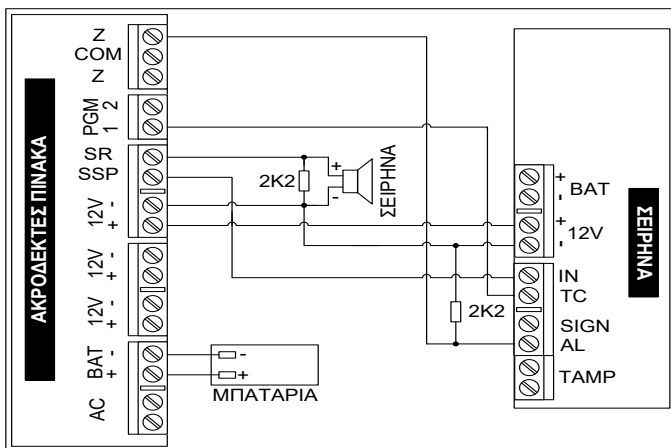 ΑΚΡΟΔΕΚΤΕΣ ΠΙΝΑΚΑ
Z
COM
Z
PGM
2
1
SR
SSP
12V
-
+
12V
-
+
12V
-
+
BAT
-
+
AC
2K2
+
-
ΣΕΙΡΗΝΑ
2K2
-
+
ΜΠΑΤΑΡΙΑ
+
-
BAT
+
-
12V
IN
TC
SIGN
AL
TAMP
ΣΕΙΡΗΝΑ